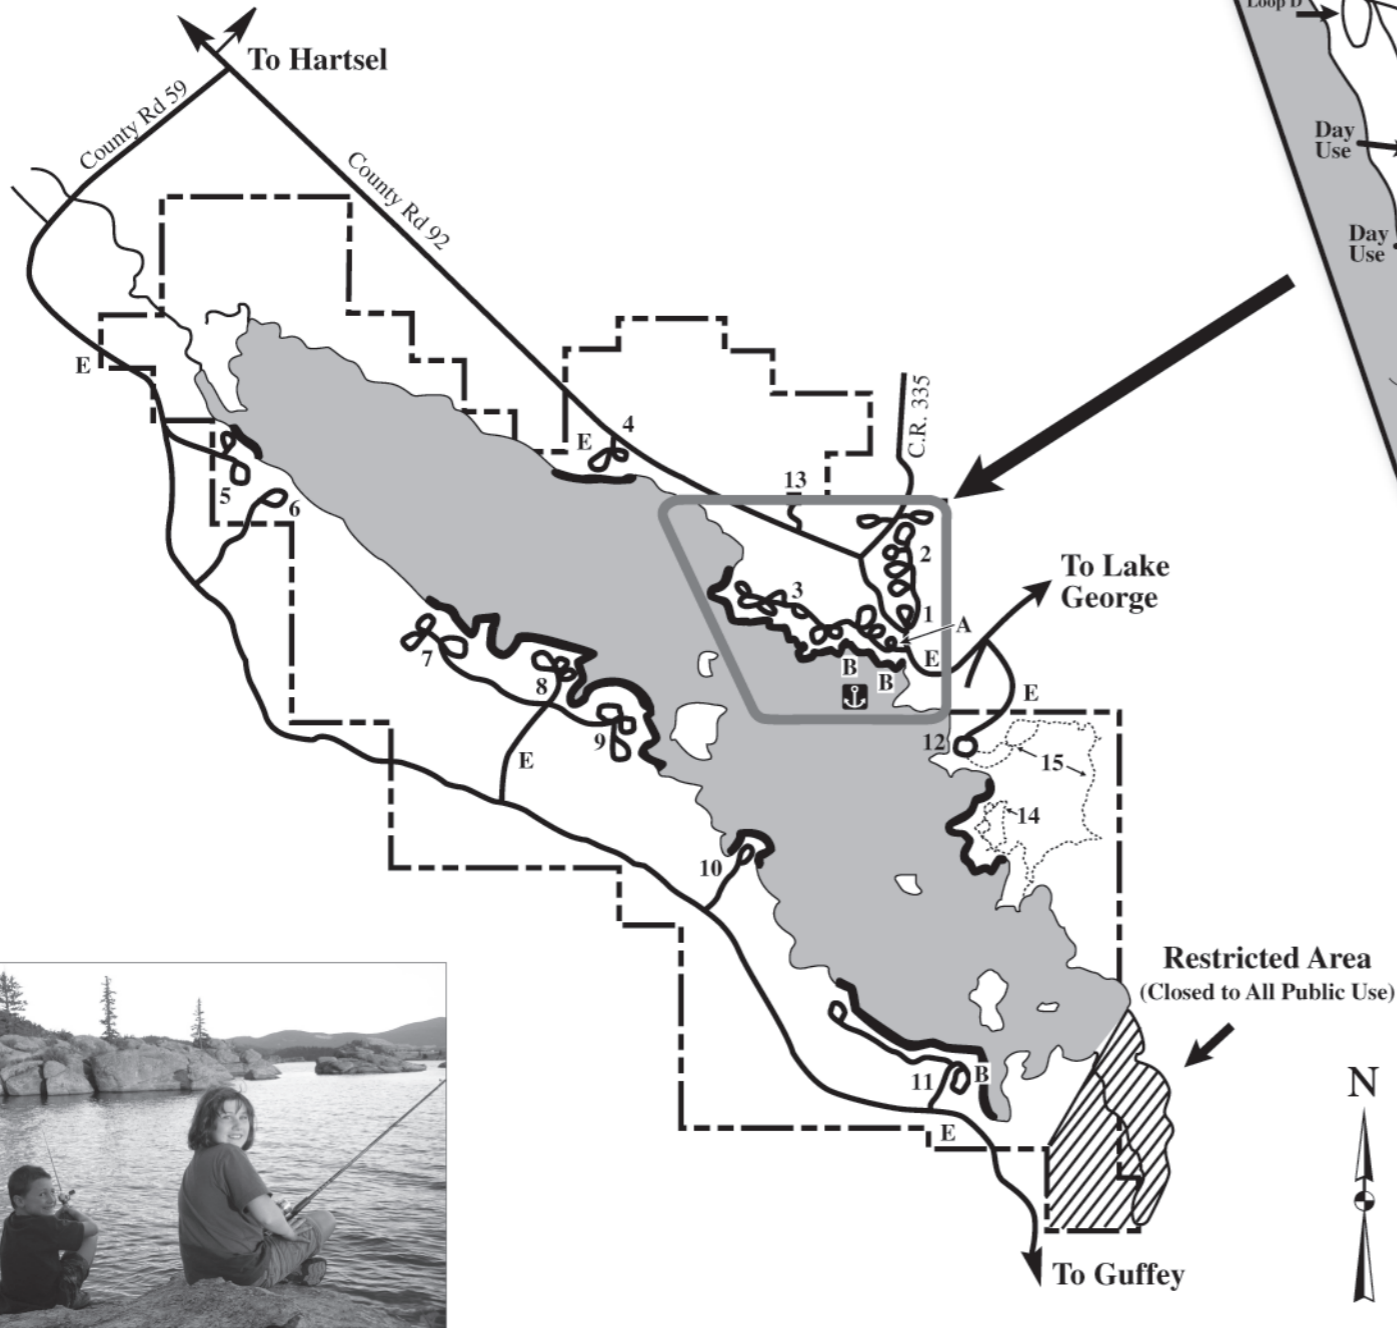 Loop D
To Hartsel
County Rd 59
County Rd 92
Day
Use
Day
Use
E
4
E
C.R. 335
13
5
6
2
To Lake
George
3
1
A
7
B
E
B
8
E
9
12
15
E
14
10
Restricted Area
(Closed to All Public Use)
11
B
N
E
To Guffey